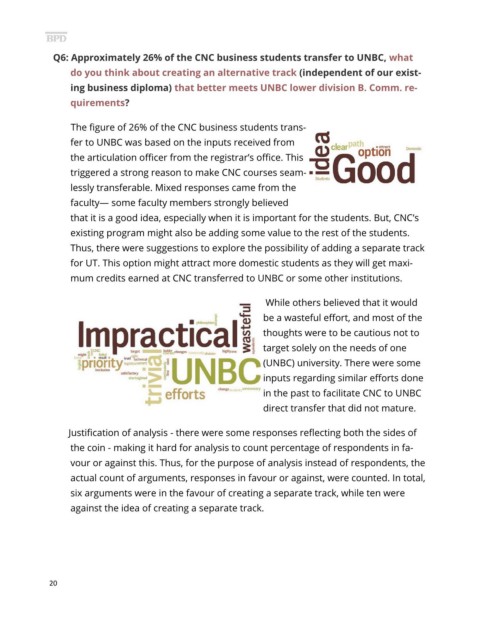 BPD
Q6: Approximately 26% of the CNC business students transfer to UNBC, what
do you think about creating an alternative track (independent of our exist-
ing business diploma) that better meets UNBC lower division B. Comm. re-
quirements?
The figure of 26% of the CNC business students trans-
fer to UNBC was based on the inputs received from
the articulation officer from the registrar's office. This
triggered a strong reason to make CNC courses seam-
lessly transferable. Mixed responses came from the
faculty— some faculty members strongly believed
idea
clear path
option
Good
that it is a good idea, especially when it is important for the students. But, CNC's
existing program might also be adding some value to the rest of the students.
Thus, there were suggestions to explore the possibility of adding a separate track
for UT. This option might attract more domestic students as they will get maxi-
mum credits earned at CNC transferred to UNBC or some other institutions.
Impractical
wasteful
priority
trivial
UNBC
efforts
While others believed that it would
be a wasteful effort, and most of the
thoughts were to be cautious not to
target solely on the needs of one
(UNBC) university. There were some
inputs regarding similar efforts done
in the past to facilitate CNC to UNBC
direct transfer that did not mature.
Justification of analysis - there were some responses reflecting both the sides of
the coin - making it hard for analysis to count percentage of respondents in fa-
vour or against this. Thus, for the purpose of analysis instead of respondents, the
actual count of arguments, responses in favour or against, were counted. In total,
six arguments were in the favour of creating a separate track, while ten were
against the idea of creating a separate track.
20